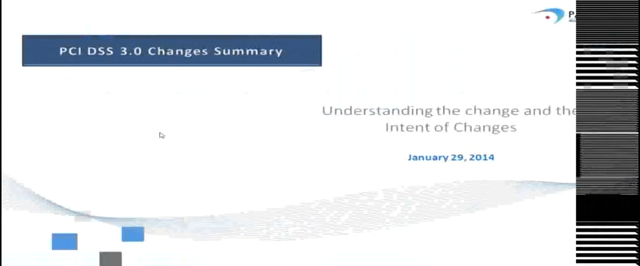 PCI DSS 3.0 Changes Summary
Understanding the change and the
Intent of Changes
January 29, 2014